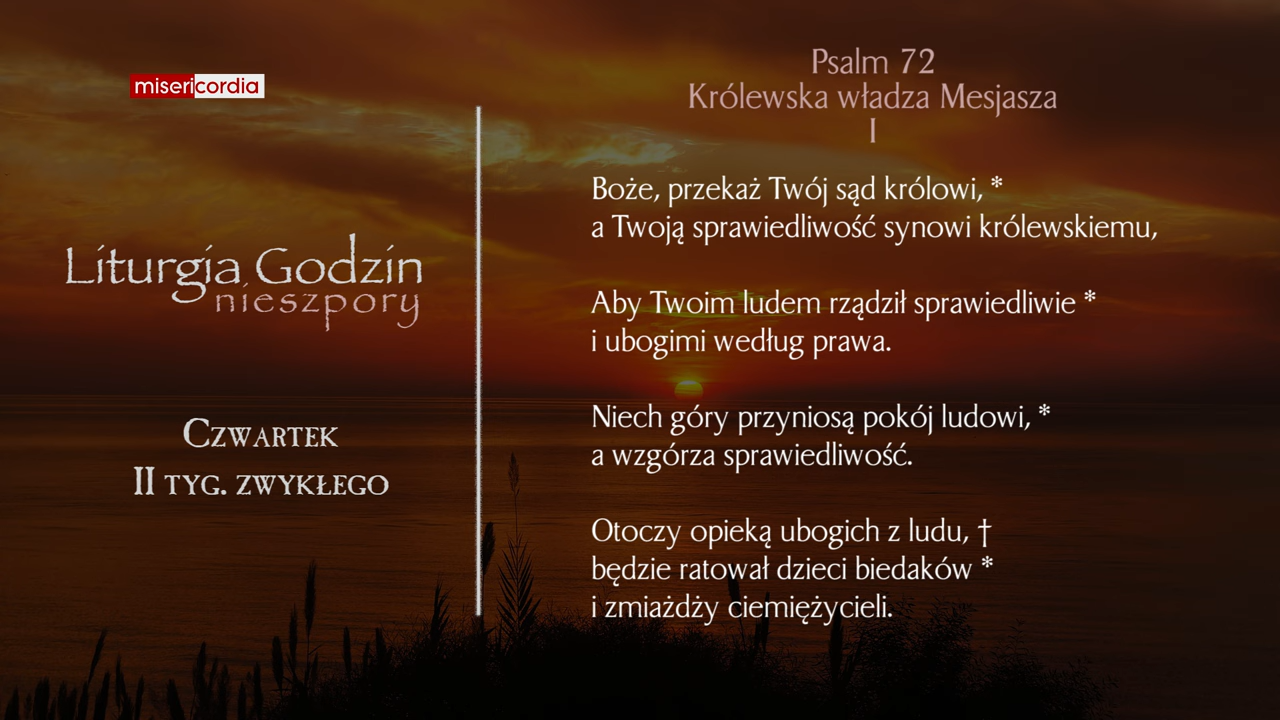 misericordia
Liturgia Godzin
nieszpory
Czwartek
II tyg. zwykłego
Psalm 72
Królewska władza Mesjasza
I
Boże, przekaż Twój sąd królowi, *
a Twoją sprawiedliwość synowi królewskiemu,
Aby Twoim ludem rządził sprawiedliwie *
i ubogimi według prawa.
Niech góry przyniosą pokój ludowi, *
a wzgórza sprawiedliwość.
Otoczy opieką ubogich z ludu, †
będzie ratował dzieci biedaków *
i zmiażdży ciemiężycieli.